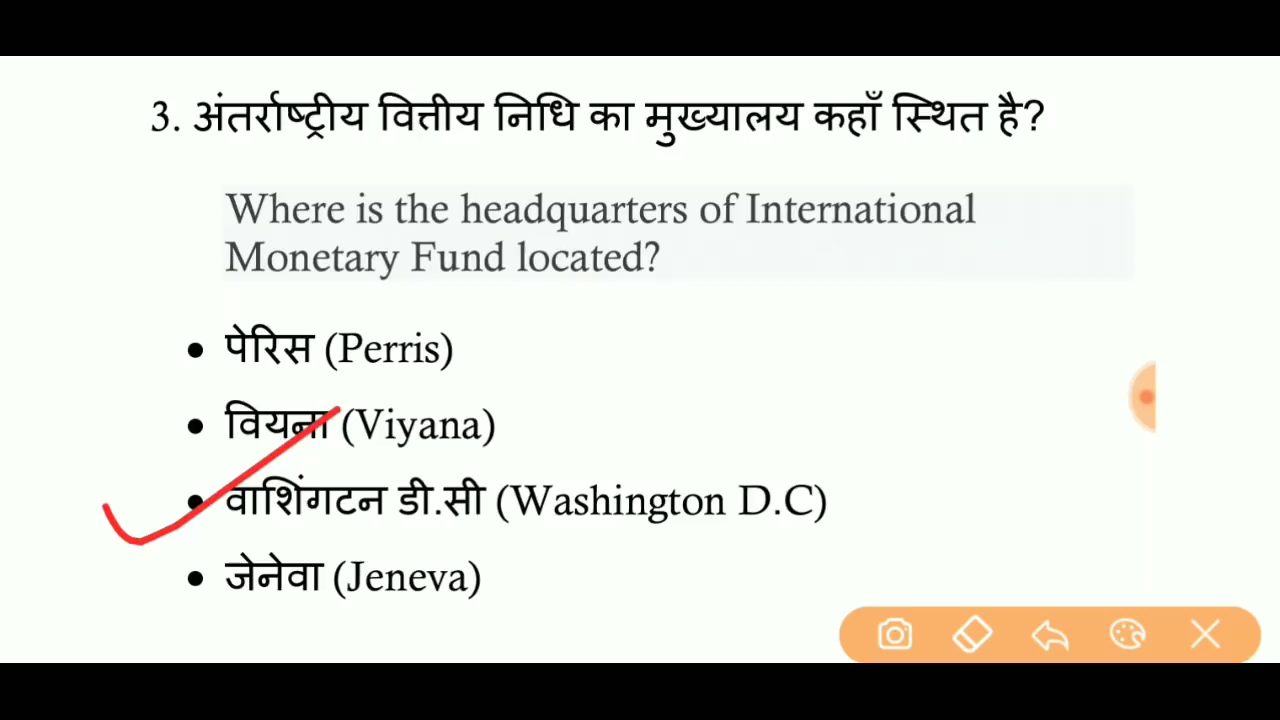 3. अंतर्राष्ट्रीय वित्तीय निधि का मुख्यालय कहाँ स्थित है?
Where is the headquarters of International
Monetary Fund located?
• पेरिस (Perris)
• वियना (Viyana)
• वाशिंगटन डी.सी (Washington D.C)
• जेनेवा (Jeneva)